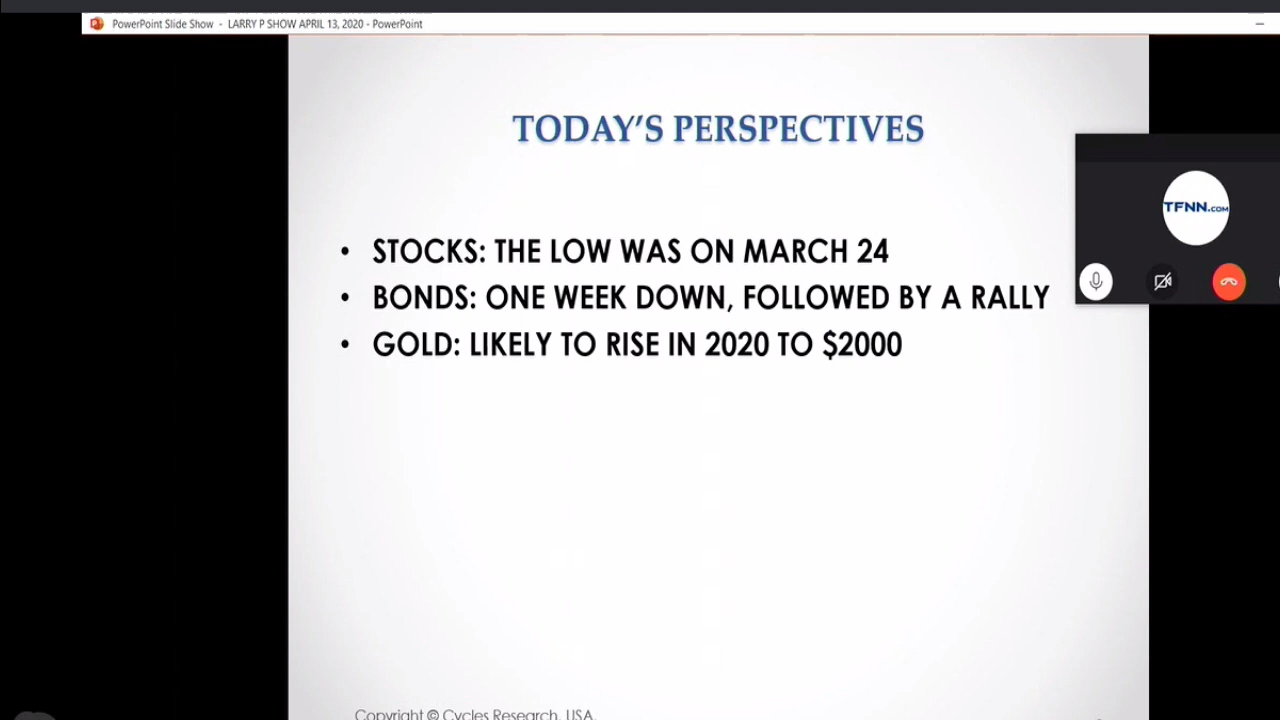 PowerPoint Slide Show - LARRY P SHOW APRIL 13, 2020 - PowerPoint
TODAY'S PERSPECTIVES
TFNN.COM
• STOCKS: THE LOW WAS ON MARCH 24
• BONDS: ONE WEEK DOWN, FOLLOWED BY A RALLY
• GOLD: LIKELY TO RISE IN 2020 TO $2000
Copyright © Cycles Research, USA.